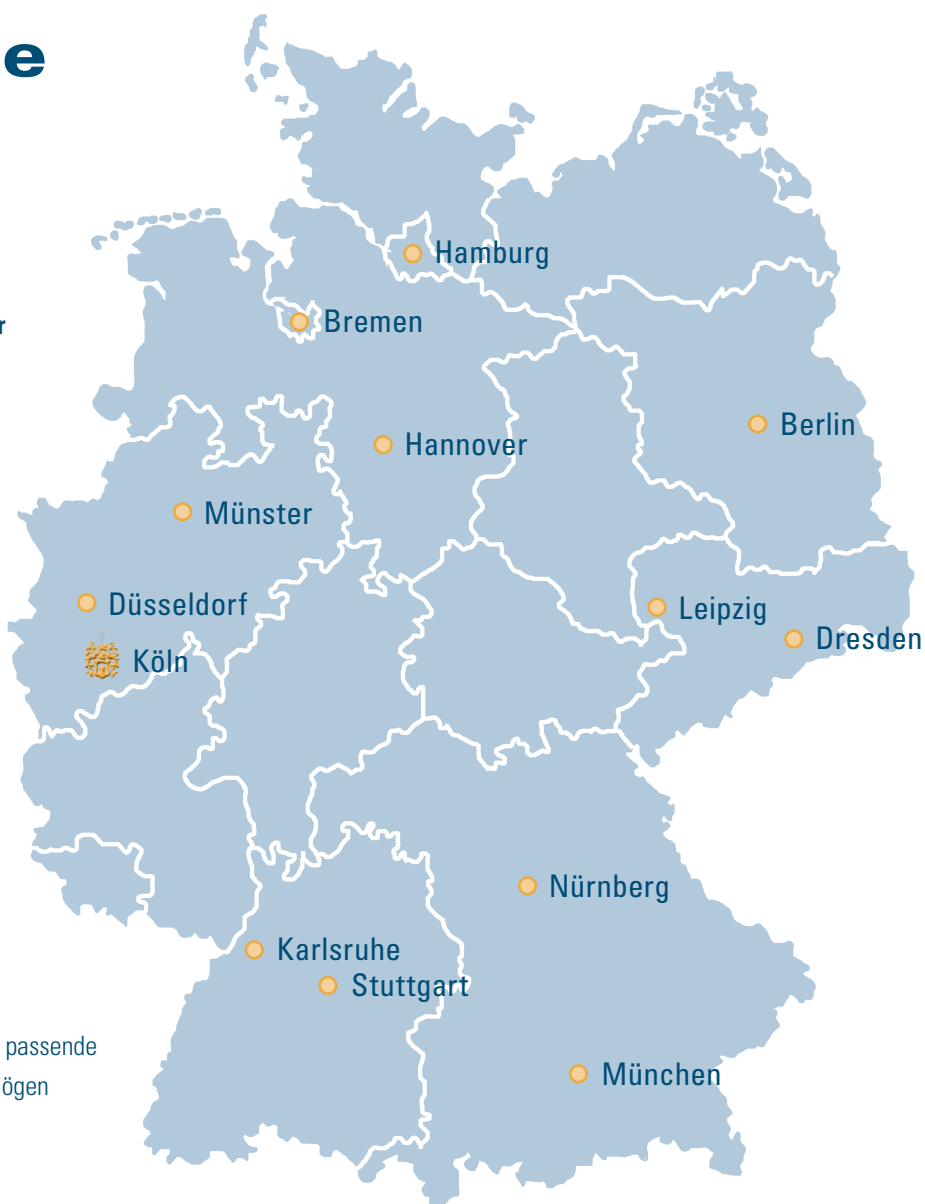 e
Hamburg
r
Bremen
Berlin
Hannover
Münster
Düsseldorf
Leipzig
Dresden
Köln
Nürnberg
Karlsruhe
Stuttgart
passende
ögen
München